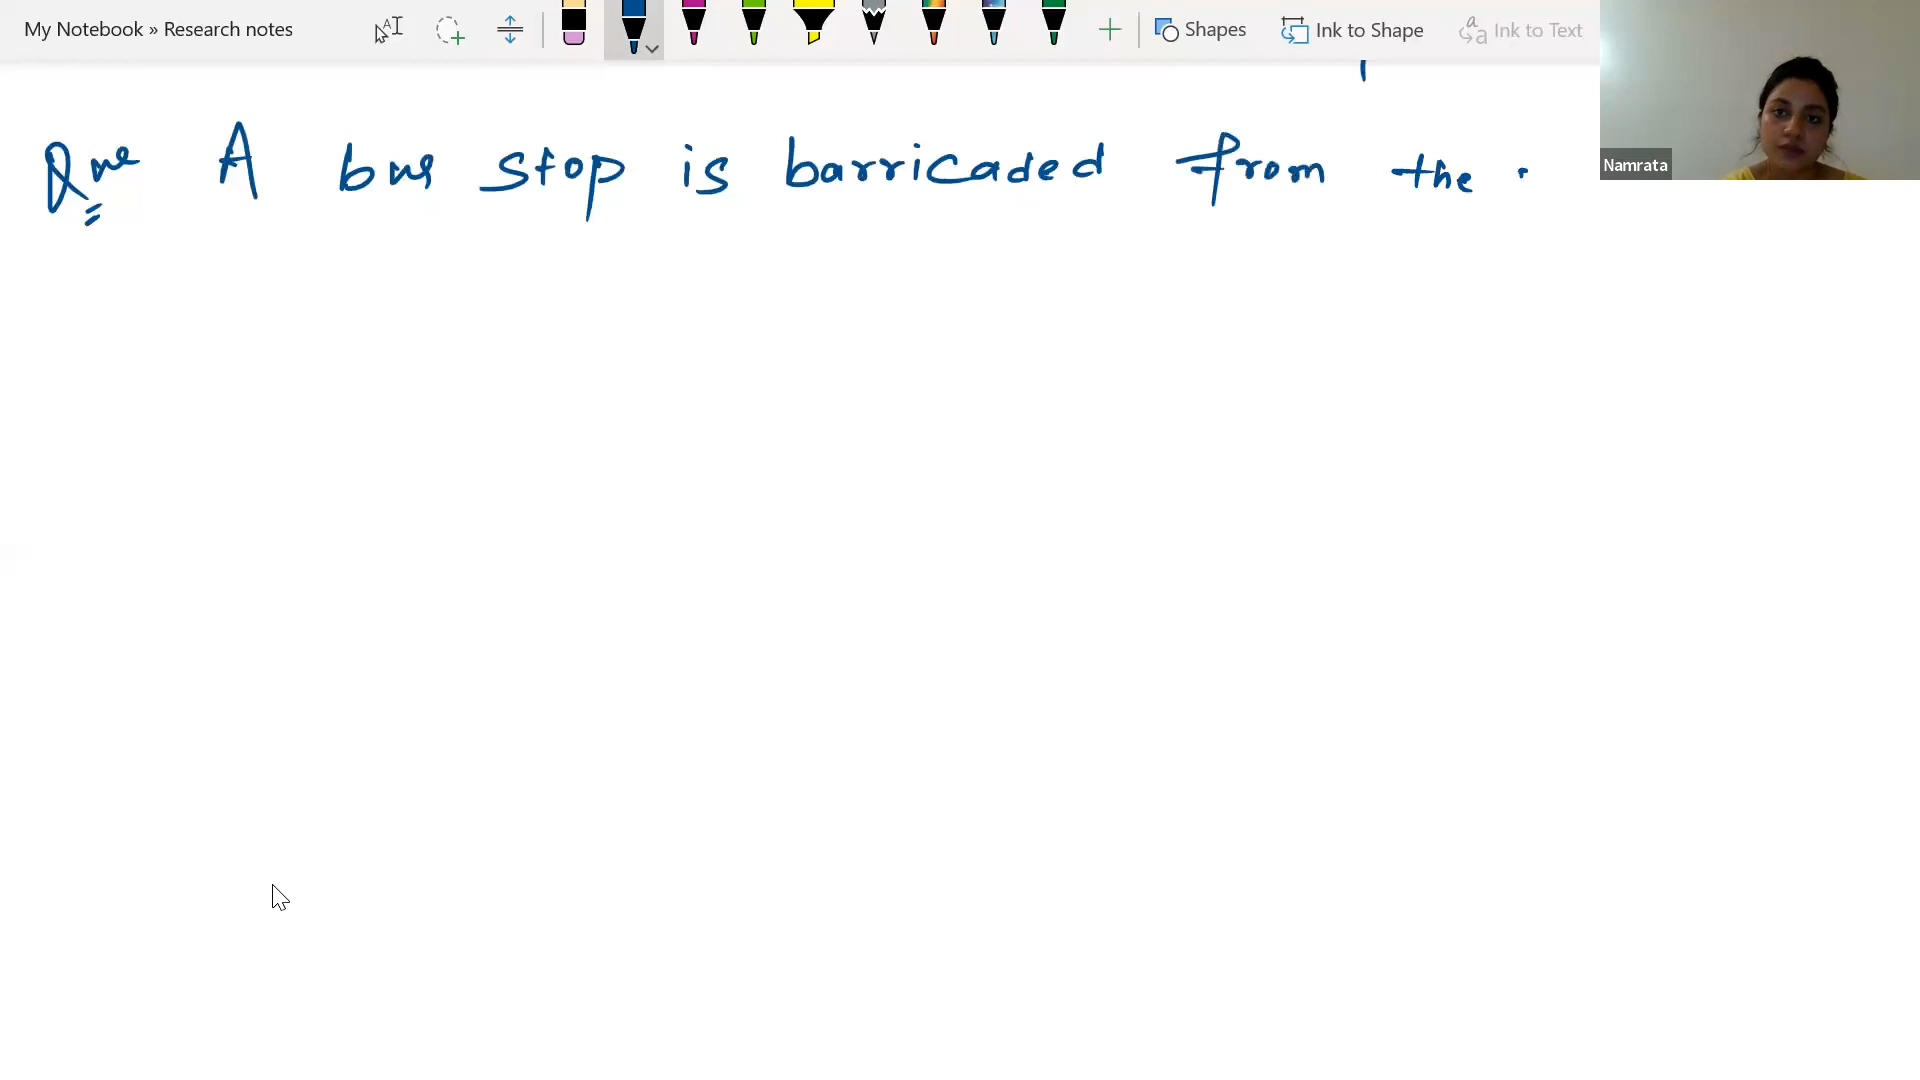 My Notebook » Research notes
Shapes
Ink to Shape
Ink to Text
Namrata
Que A bus stop is barricaded from the